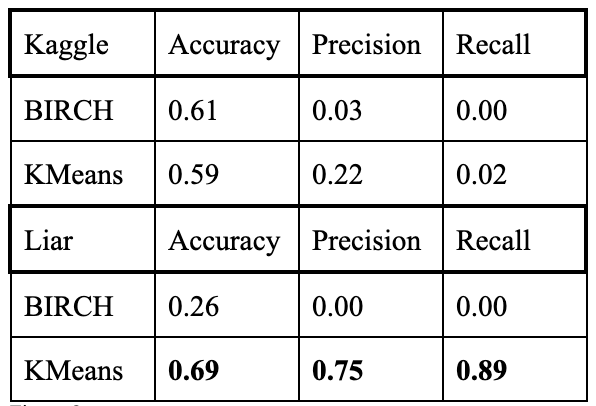 Kaggle Accuracy Precision Recall
BIRCH 0.61 0.03 0.00
KMeans 0.59 0.22 0.02
Liar Accuracy Precision Recall
BIRCH 0.26 0.00 0.00
KMeans 0.69 0.75 0.89